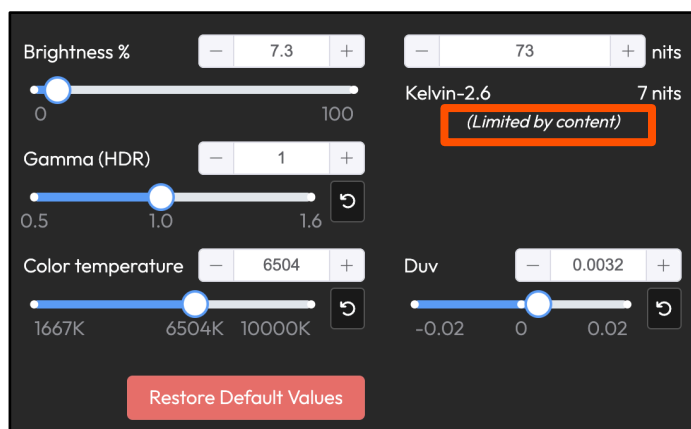 Brightness % − 7.3 + − 73 + nits
0 100
Kelvin-2.6 7 nits
(Limited by content)
Gamma (HDR) − 1 +
0.5 1.0 1.6
Color temperature − 6504 +
1667K 6504K 10000K
Duv − 0.0032 +
-0.02 0 0.02
Restore Default Values